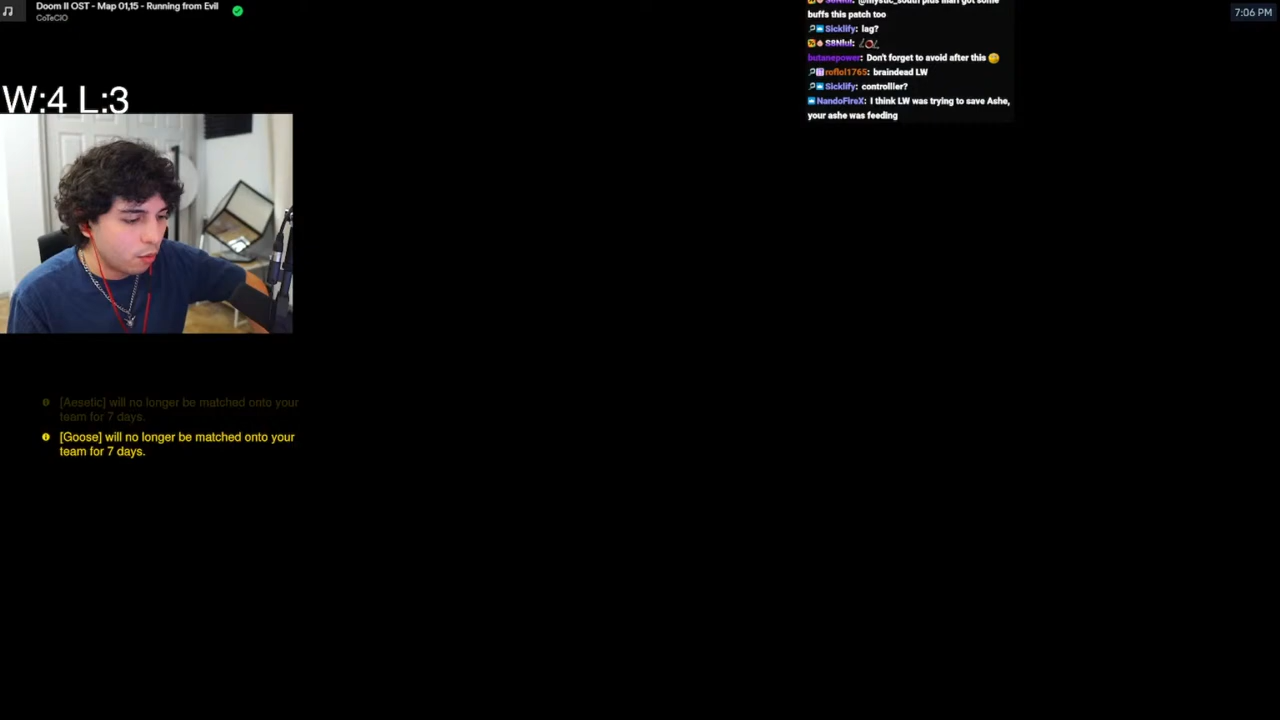 Doom II OST - Map 01,15 - Running from Evil
CoTeCiO
7:06 PM
buffs this patch too
Sicklify: lag?
S8Nlul:
butanepower: Don't forget to avoid after this
roflol1765: braindead LW
Sicklify: controlller?
NandoFireX: I think LW was trying to save Ashe,
your ashe was feeding
W:4 L:3
[Aesetic] will no longer be matched onto your
team for 7 days.
[Goose] will no longer be matched onto your
team for 7 days.